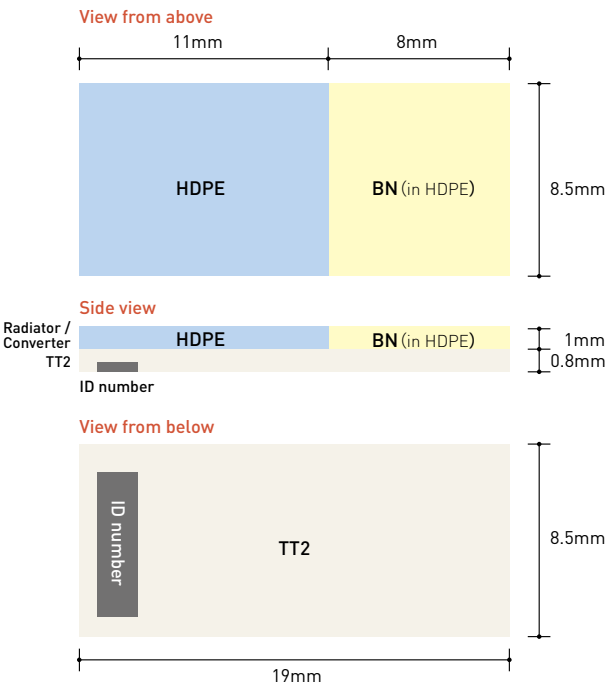 View from above
11mm
8mm
HDPE
BN (in HDPE)
8.5mm
Side view
Radiator /
Converter
HDPE
BN (in HDPE)
1mm
TT2
0.8mm
ID number
View from below
ID number
TT2
8.5mm
19mm